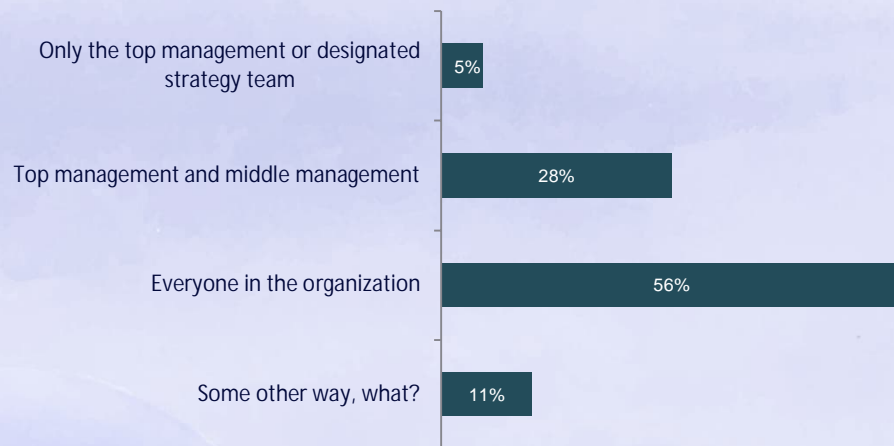 Only the top management or designated
strategy team
5%
Top management and middle management
28%
Everyone in the organization
56%
Some other way, what?
11%